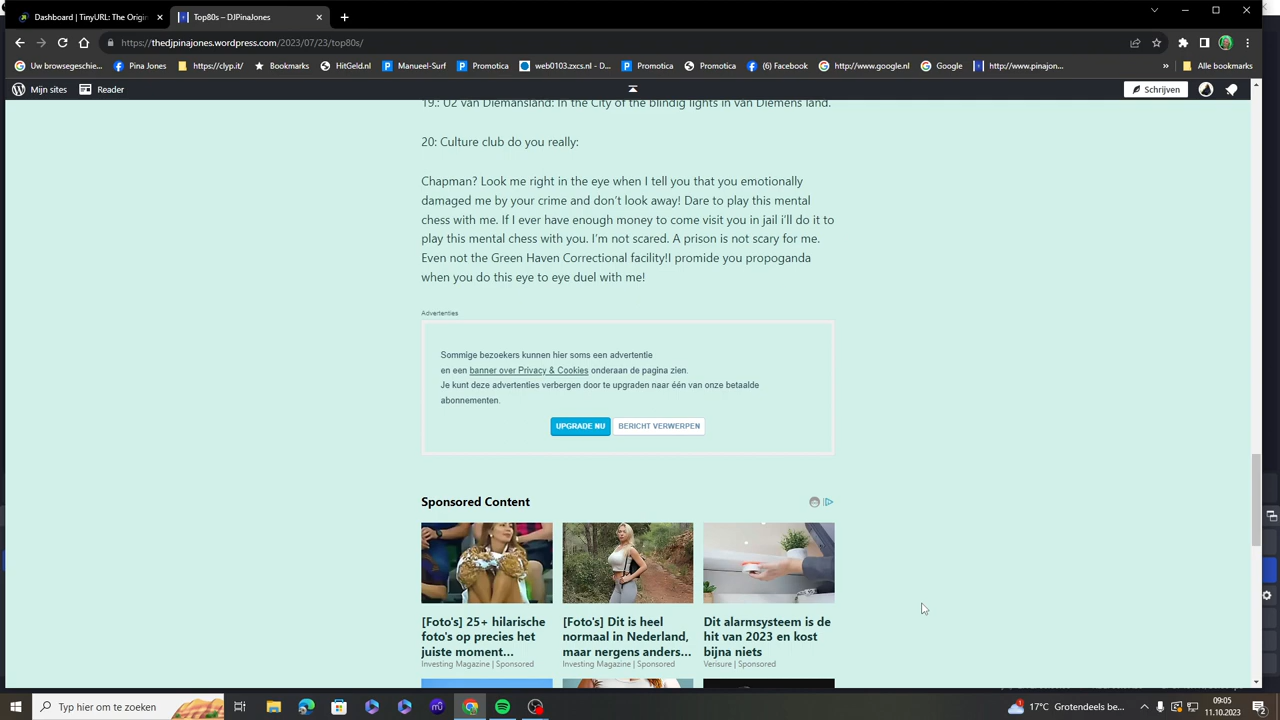 Dashboard | TinyURL: The Origin
Top80s – DJPinaJones
https://thedjpinajones.wordpress.com/2023/07/23/top80s/
Uw browsegeschie...
Pina Jones
https://clyp.it/
Bookmarks
HitGeld.nl
Manueel-Surf
Promotica
web0103.zxcs.nl - D...
Promotica
Promotica
(6) Facebook
http://www.google.nl
Google
http://www.pinajon...
»
Alle bookmarks
Mijn sites
Reader
Schrijven
19.: U2 van Diemansland: In the City of the blindig lights in van Diemens land.
20: Culture club do you really:
Chapman? Look me right in the eye when I tell you that you emotionally
damaged me by your crime and don’t look away! Dare to play this mental
chess with me. If I ever have enough money to come visit you in jail i'll do it to
play this mental chess with you. I’m not scared. A prison is not scary for me.
Even not the Green Haven Correctional facility!I promide you propoganda
when you do this eye to eye duel with me!
Advertenties
Sommige bezoekers kunnen hier soms een advertentie
en een banner over Privacy & Cookies onderaan de pagina zien.
Je kunt deze advertenties verbergen door te upgraden naar één van onze betaalde
abonnementen.
UPGRADE NU
BERICHT VERWERPEN
Sponsored Content
[Foto's] 25+ hilarische
foto's op precies het
juiste moment...
Investing Magazine | Sponsored
[Foto's] Dit is heel
normaal in Nederland,
maar nergens anders...
Investing Magazine | Sponsored
Dit alarmsysteem is de
hit van 2023 en kost
bijna niets
Verisure | Sponsored
Typ hier om te zoeken
17°C Grotendeels bew.
09:05
11.10.2023